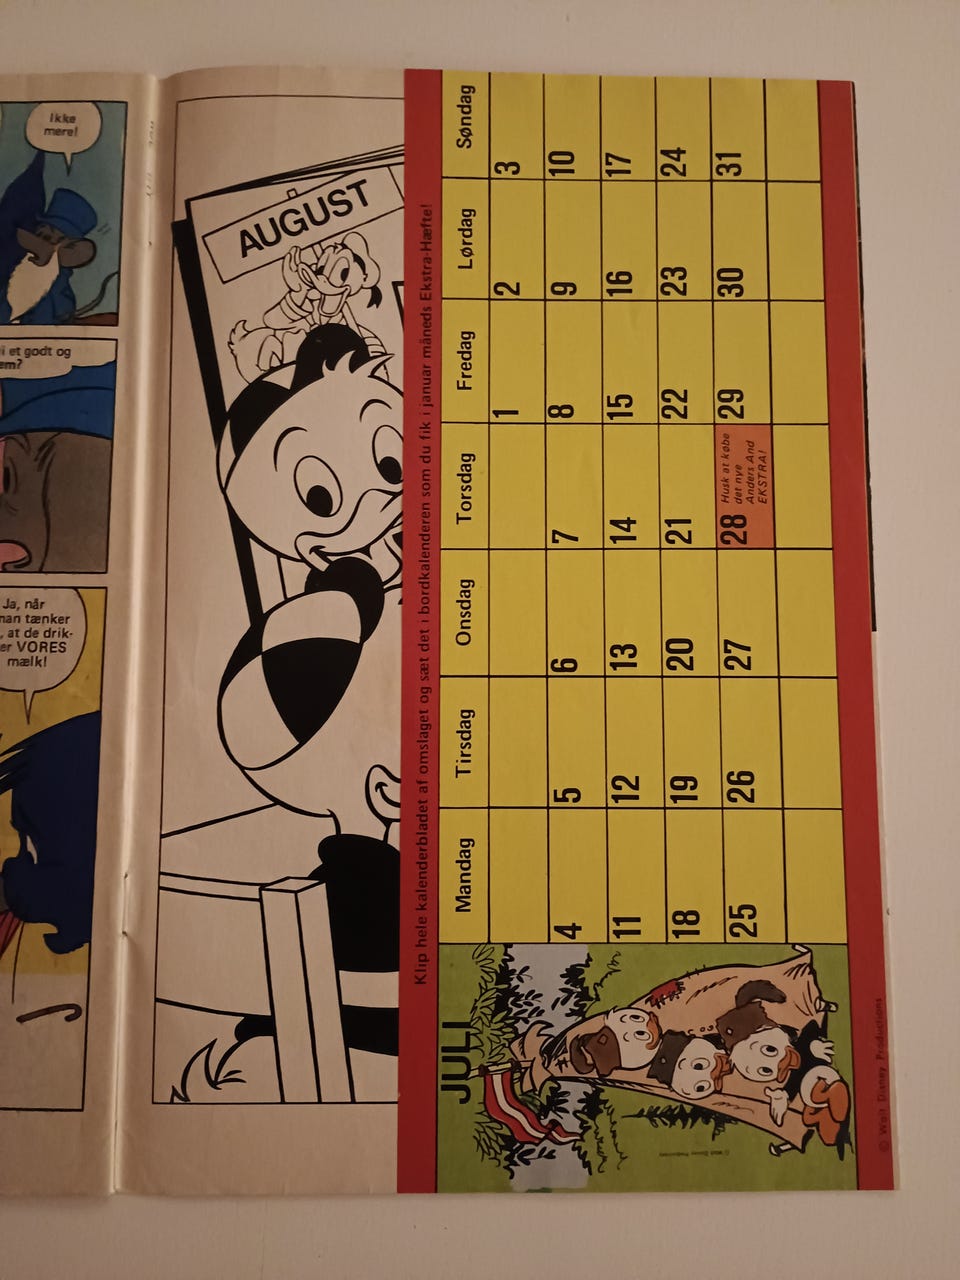 Ikke
mere!
i et godt og
em?
Ja, når
man tænker
, at de drik-
er VORES
mælk!
AUGUST
Klip hele kalenderbladet af omslaget og sæt det i bordkalenderen som du fik i januar måneds Ekstra-Hæfte!
JULI
Mandag Tirsdag Onsdag Torsdag Fredag Lørdag Søndag
1 2 3
4 5 6 7 8 9 10
11 12 13 14 15 16 17
18 19 20 21 22 23 24
25 26 27 28 29 30 31
Husk at købe
det nye
Anders And
EKSTRA!
© Walt Disney Productions
© Walt Disney Productions